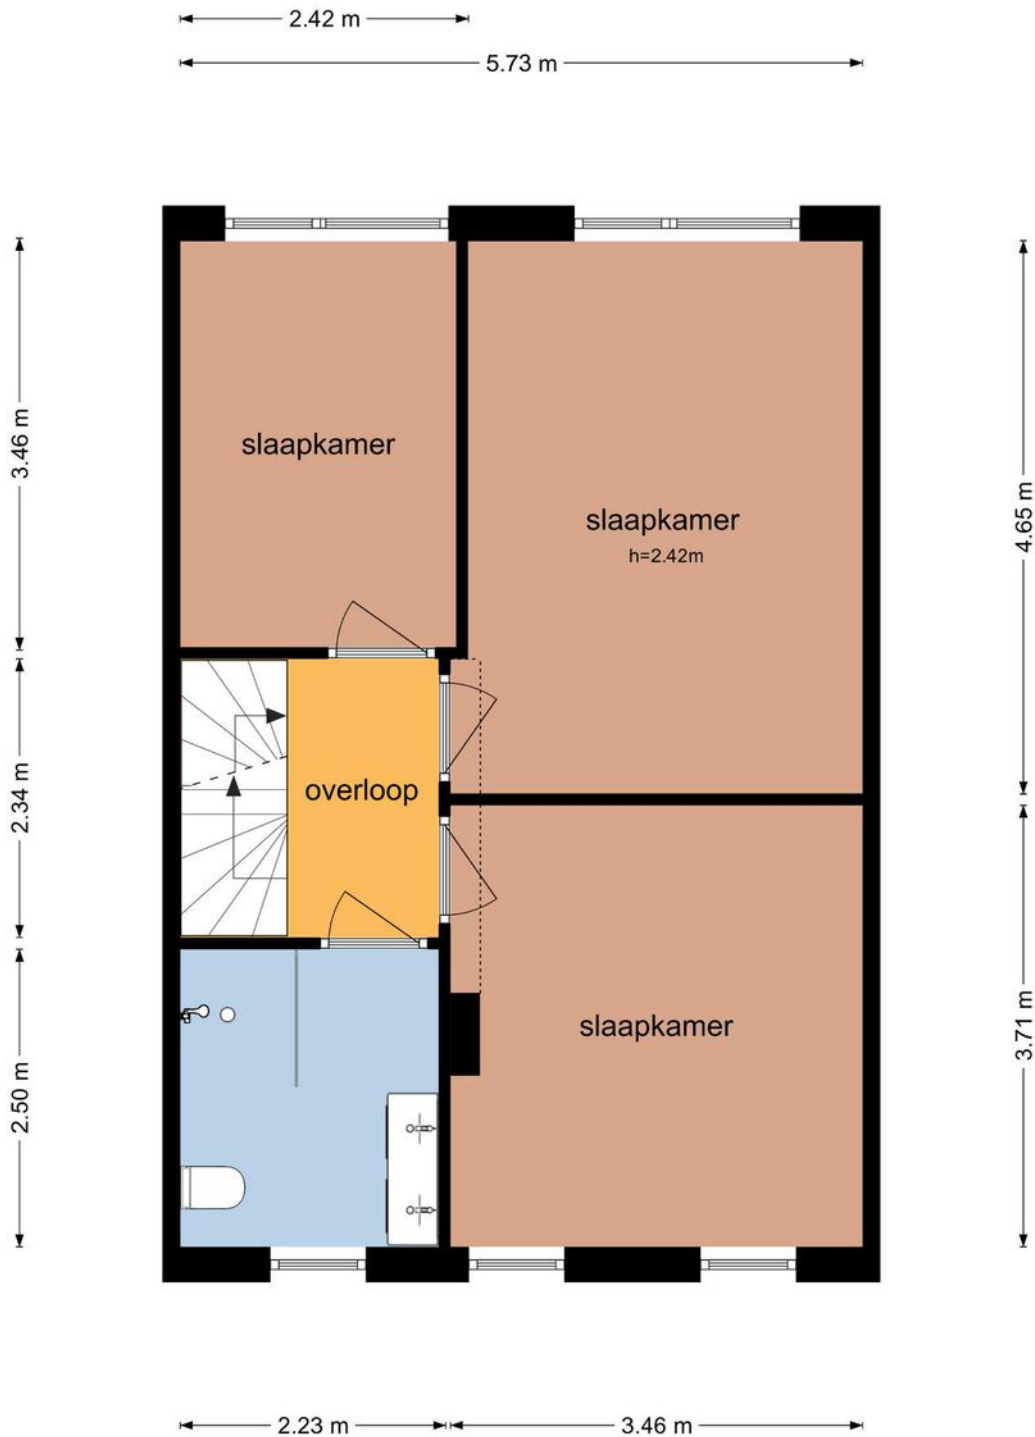 2.42 m
5.73 m
3.46 m
slaapkamer
slaapkamer
h=2.42m
4.65 m
2.34 m
overloop
2.50 m
slaapkamer
3.71 m
2.23 m
3.46 m